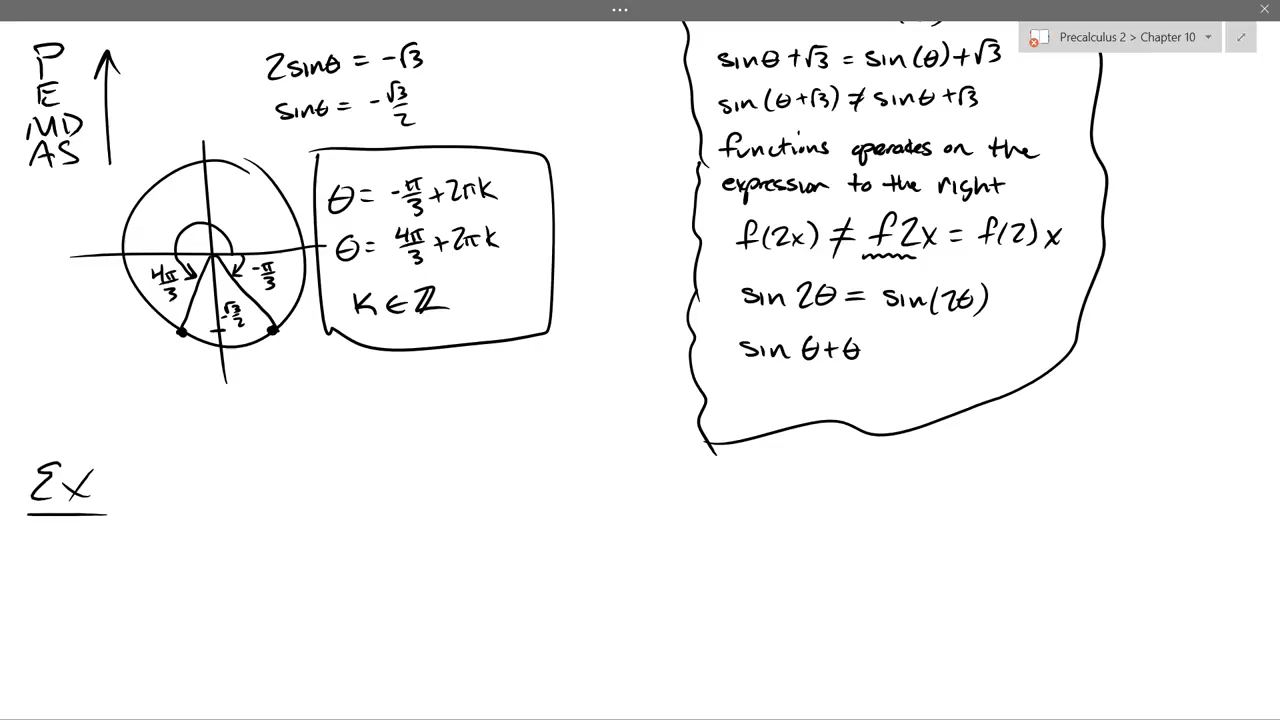 Precalculus 2 > Chapter 10
P
E
MD
AS
2sinθ = -√3
sinθ = -√3/2
θ = -π/3 + 2πk
θ = 4π/3 + 2πk
k ∈ ℤ
4π/3
-π/3
-√3/2
sinθ + √3 = sin(θ) + √3
sin(θ+√3) ≠ sinθ + √3
functions operates on the
expression to the right
f(2x) ≠ f2x = f(2)x
sin 2θ = sin(2θ)
sin θ+θ
Ex